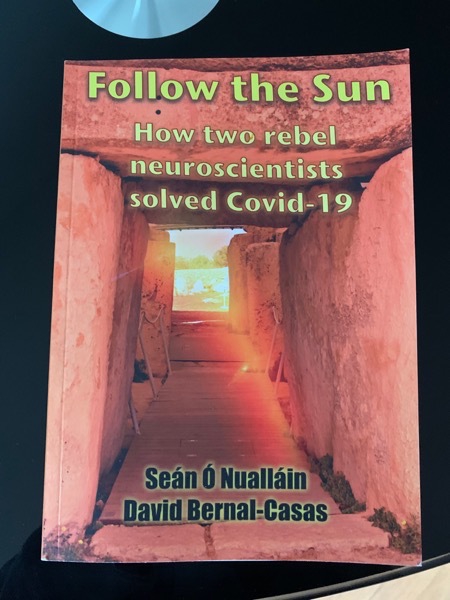 Follow the Sun
How two rebel
neuroscientists
solved Covid-19
Seán Ó Nualláin
David Bernal-Casas